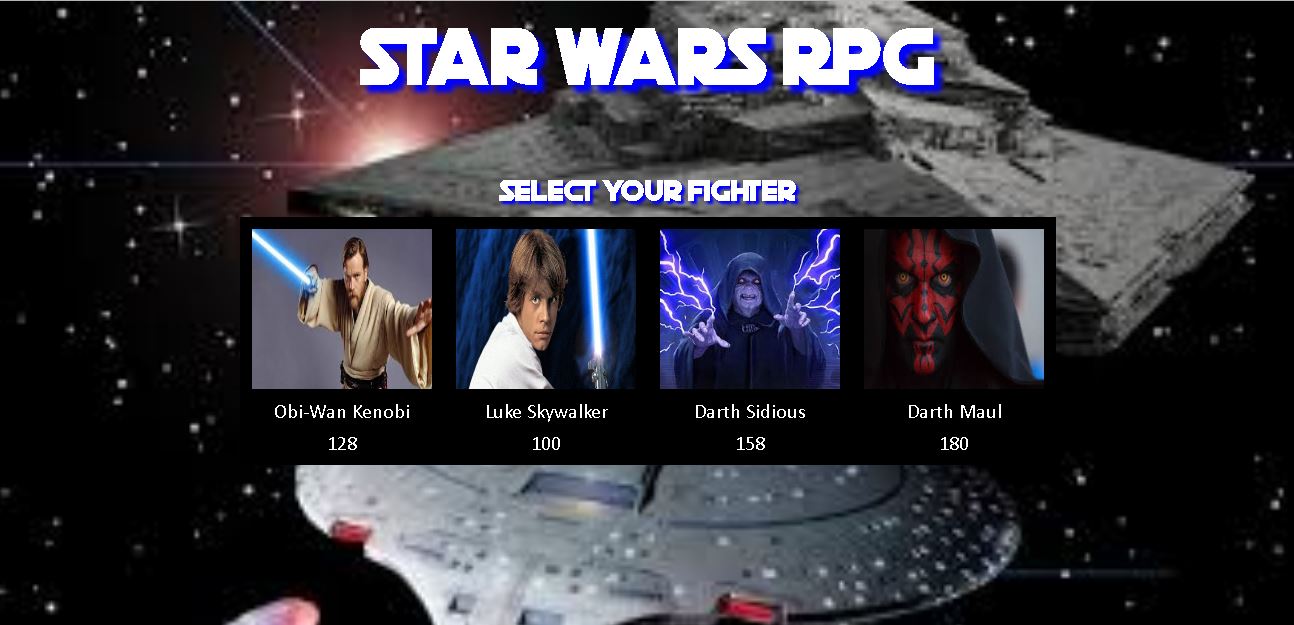 STAR WARS RPG
SELECT YOUR FIGHTER
Obi-Wan Kenobi
128
Luke Skywalker
100
Darth Sidious
158
Darth Maul
180